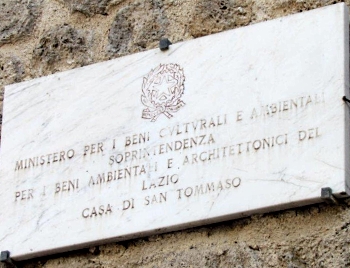 MINISTERO PER I BENI CVLTVRALI E AMBIENTALI
SOPRINTENDENZA
PER I BENI AMBIENTALI E ARCHITETTONICI DEL
LAZIO
CASA DI SAN TOMMASO